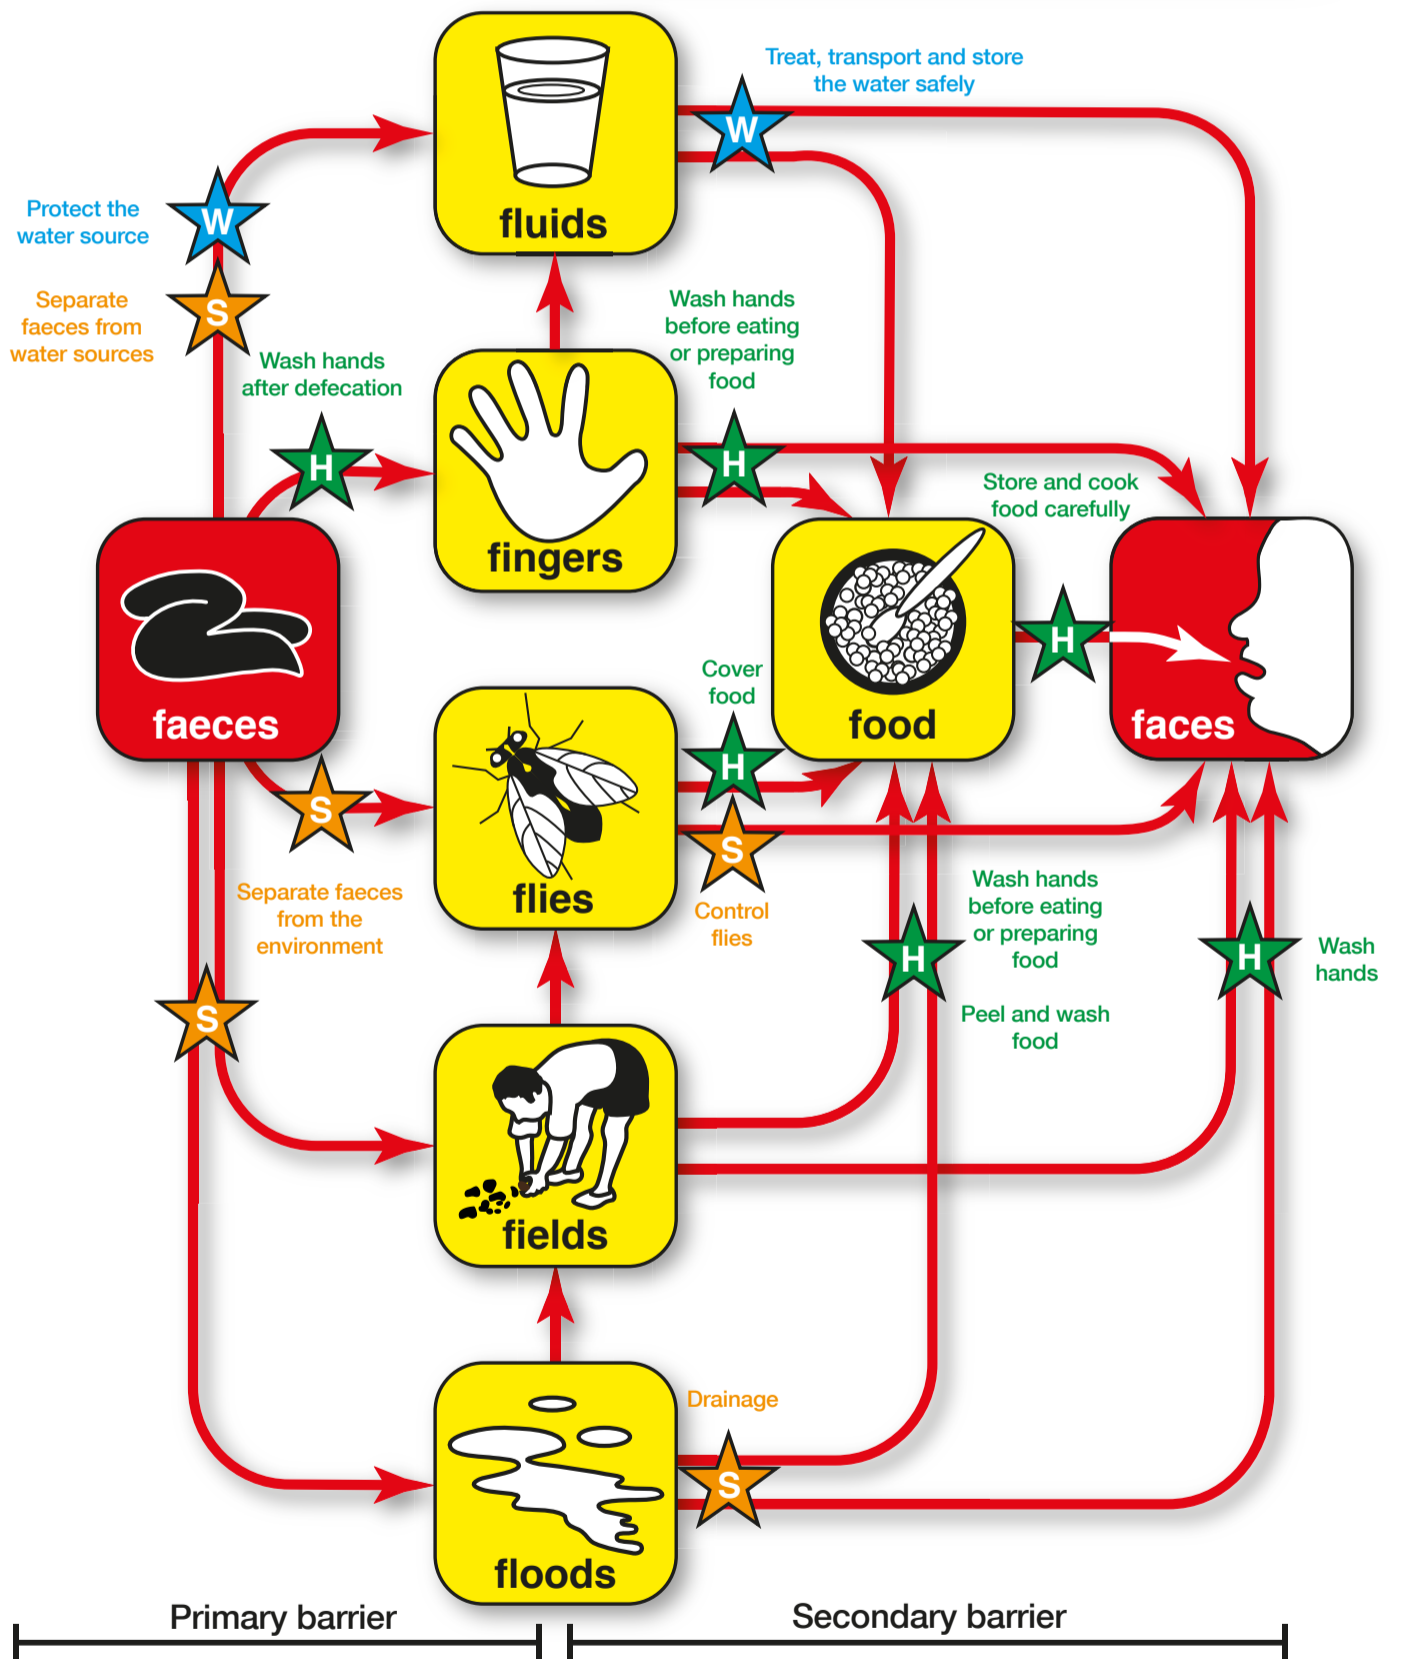 Treat, transport and store
the water safely
W
W
Protect the
water source
fluids
S
Separate
faeces from
water sources
Wash hands
after defecation
Wash hands
before eating
or preparing
food
H
H
fingers
Store and cook
food carefully
faeces
food
H
faces
Cover
food
H
S
flies
S
Control
flies
Separate faeces
from the
environment
S
Wash hands
before eating
or preparing
food
H
Peel and wash
food
H
Wash
hands
fields
Drainage
S
floods
Primary barrier
Secondary barrier